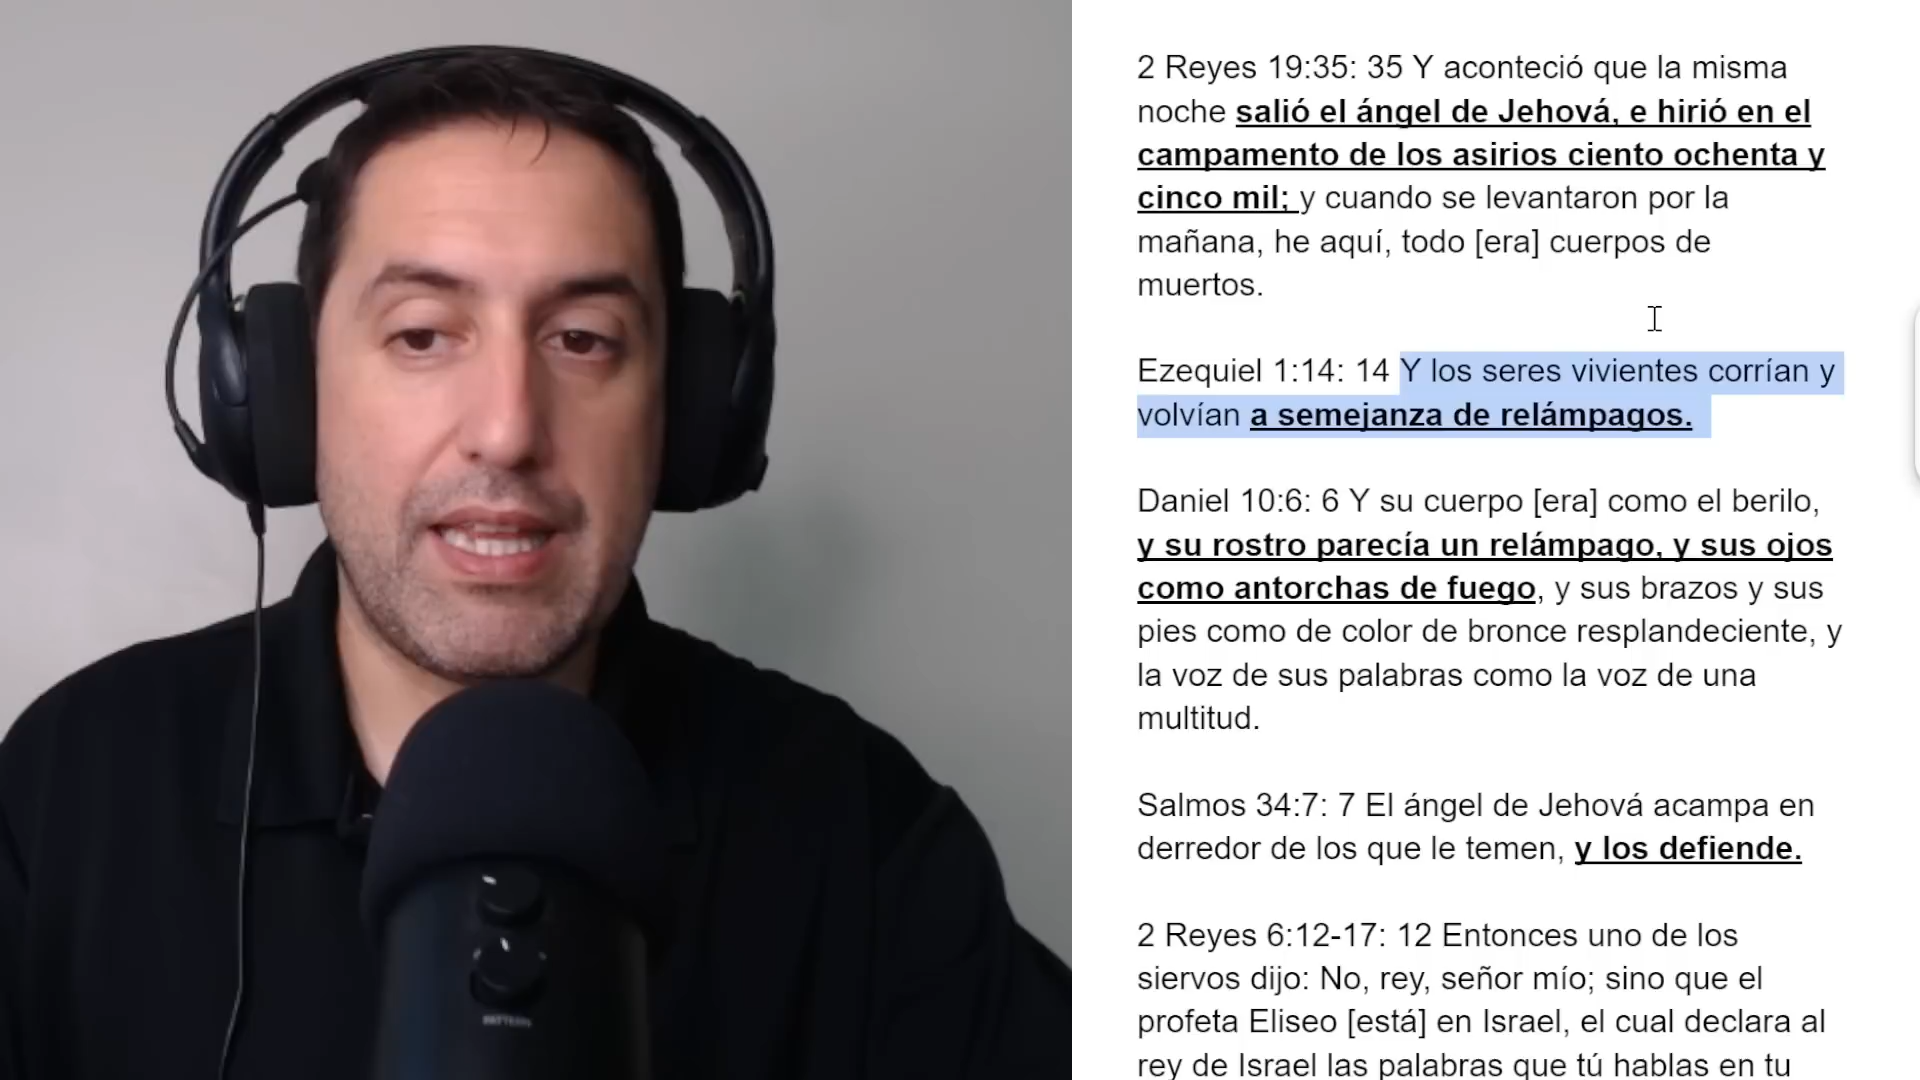 2 Reyes 19:35: 35 Y aconteció que la misma
noche salió el ángel de Jehová, e hirió en el
campamento de los asirios ciento ochenta y
cinco mil; y cuando se levantaron por la
mañana, he aquí, todo [era] cuerpos de
muertos.
Ezequiel 1:14: 14 Y los seres vivientes corrían y
volvían a semejanza de relámpagos.
Daniel 10:6: 6 Y su cuerpo [era] como el berilo,
y su rostro parecía un relámpago, y sus ojos
como antorchas de fuego, y sus brazos y sus
pies como de color de bronce resplandeciente, y
la voz de sus palabras como la voz de una
multitud.
Salmos 34:7: 7 El ángel de Jehová acampa en
derredor de los que le temen, y los defiende.
2 Reyes 6:12-17: 12 Entonces uno de los
siervos dijo: No, rey, señor mío; sino que el
profeta Eliseo [está] en Israel, el cual declara al
rey de Israel las palabras que tú hablas en tu
PATTERN